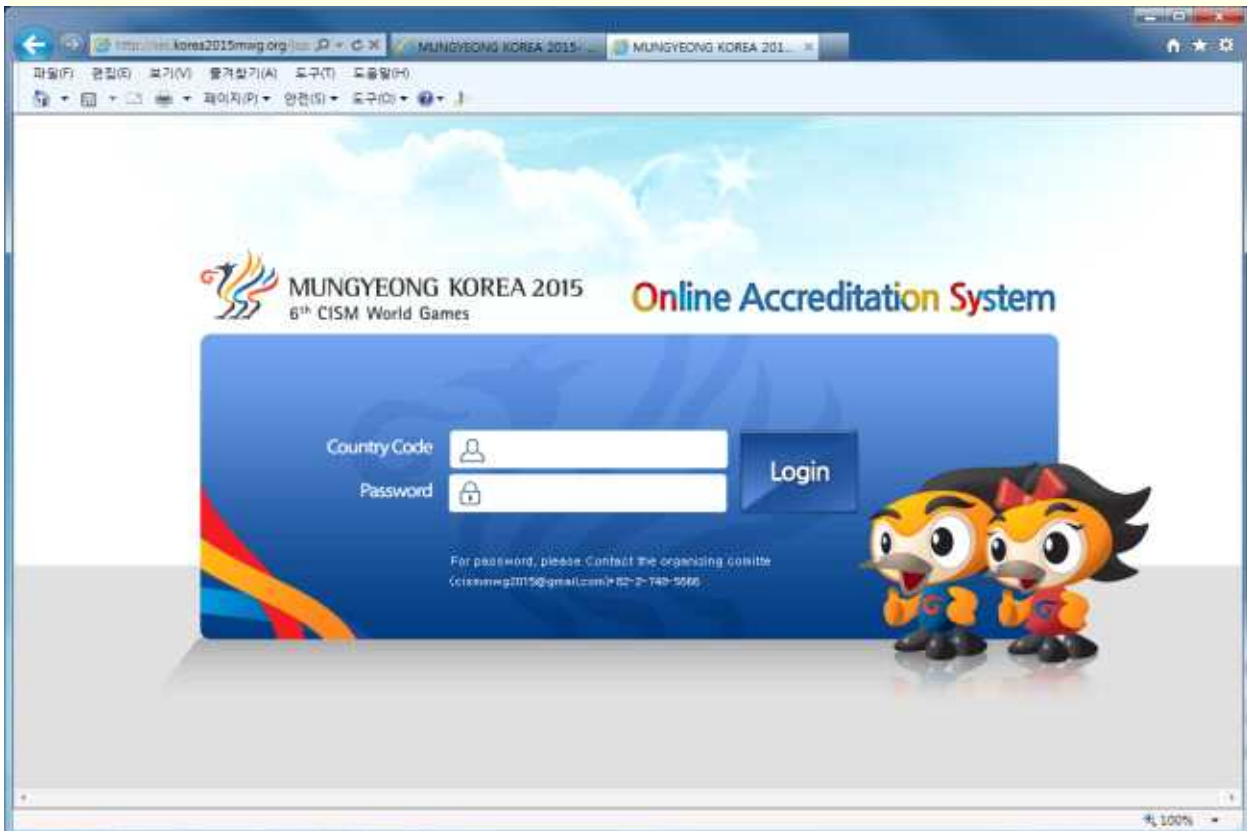 korea2015mwg.org
MUNGYEONG KOREA 2015- ...
MUNGYEONG KOREA 201...
파일(F) 편집(E) 보기(V) 즐겨찾기(A) 도구(T) 도움말(H)
페이지(P) 안전(S) 도구(O)
MUNGYEONG KOREA 2015
6th CISM World Games
Online Accreditation System
Country Code
Password
Login
For password, please Contact the organizing comitte
100%